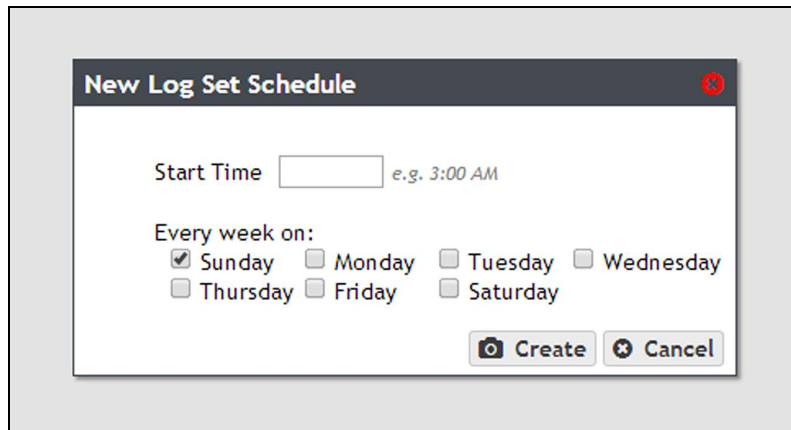 New Log Set Schedule
Start Time e.g. 3:00 AM
Every week on:
Sunday Monday Tuesday Wednesday
Thursday Friday Saturday
Create Cancel